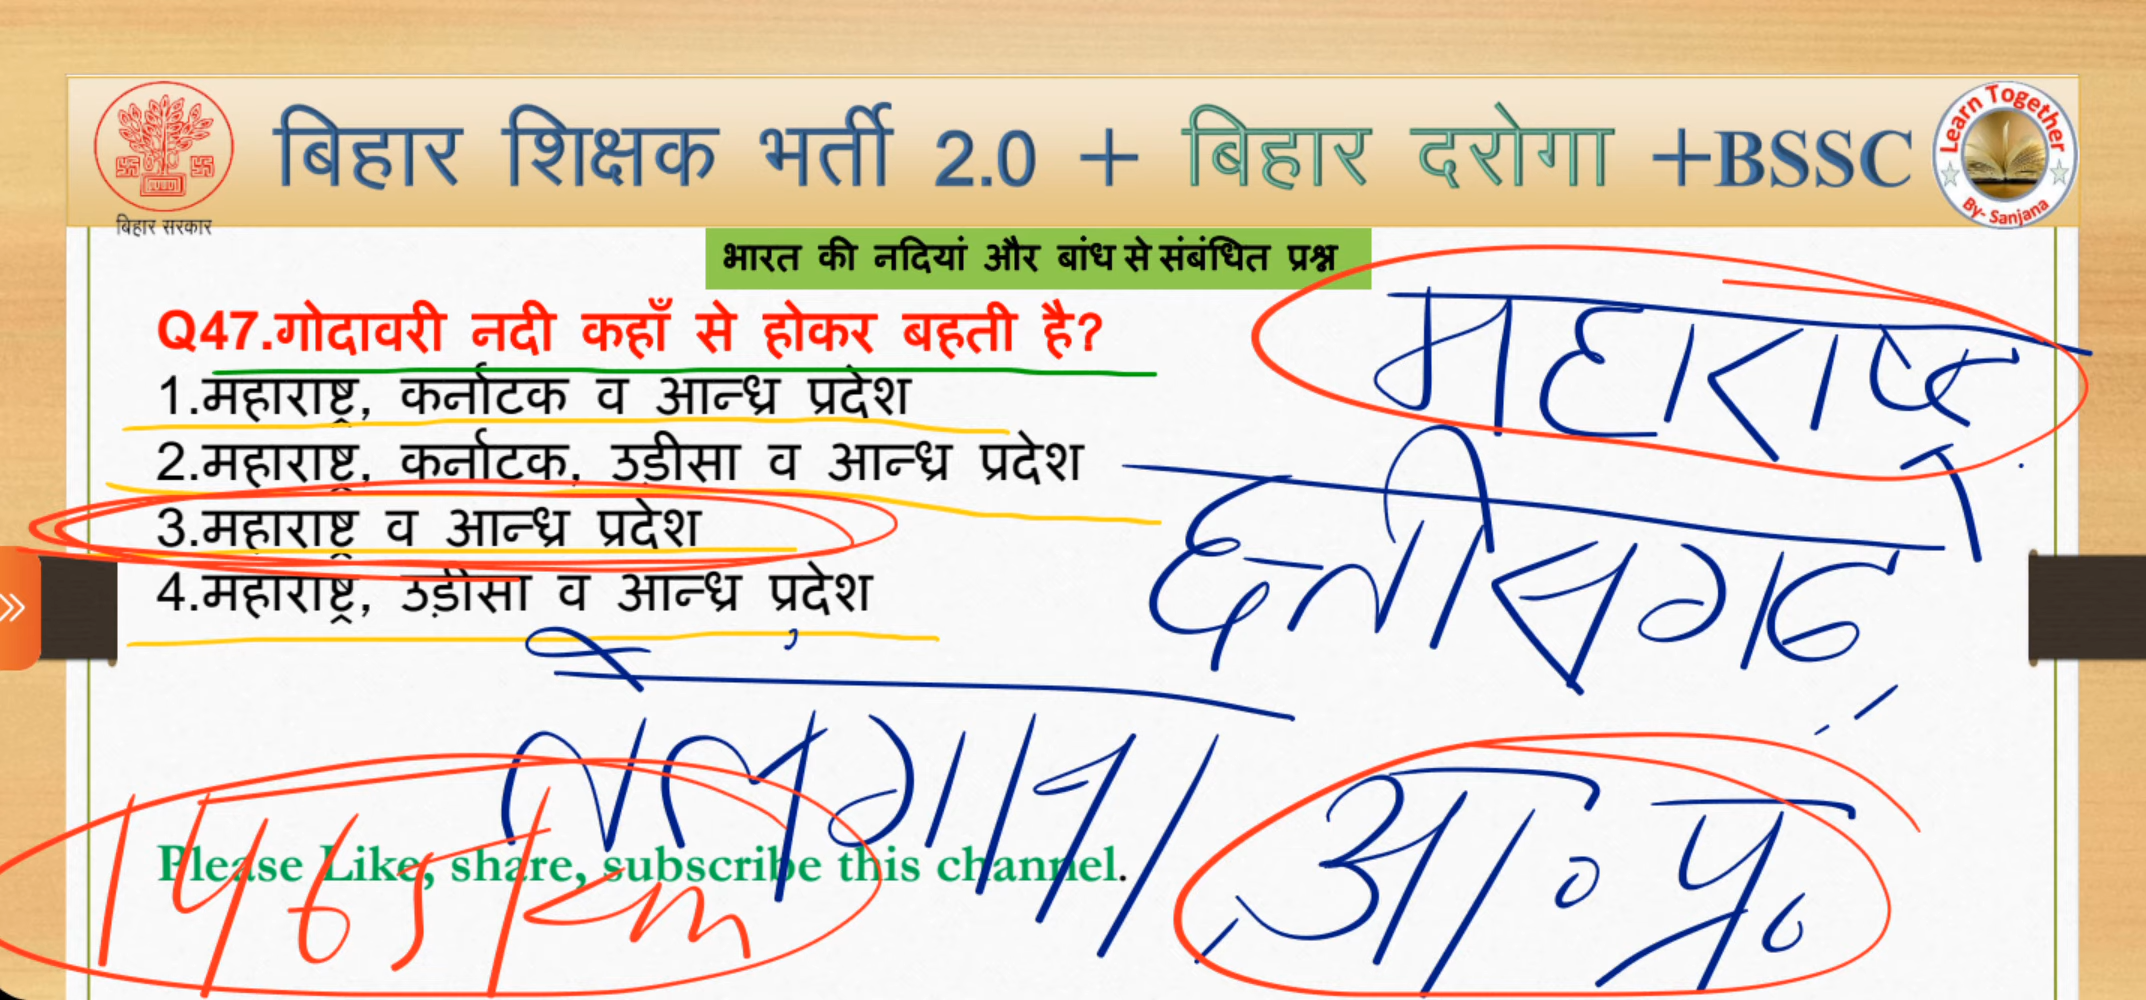 बिहार शिक्षक भर्ती 2.0 + बिहार दरोगा +BSSC
Learn Together
By- Sanjana
बिहार सरकार
भारत की नदियां और बांध से संबंधित प्रश्न
Q47.गोदावरी नदी कहाँ से होकर बहती है?
महाराष्ट्र
1.महाराष्ट्र, कर्नाटक व आन्ध्र प्रदेश
2.महाराष्ट्र, कर्नाटक, उड़ीसा व आन्ध्र प्रदेश
3.महाराष्ट्र व आन्ध्र प्रदेश
छत्तीसगढ़
4.महाराष्ट्र, उड़ीसा व आन्ध्र प्रदेश
तेलंगाना
आ॰ प्र॰
Please Like, share, subscribe this channel.
1465 km